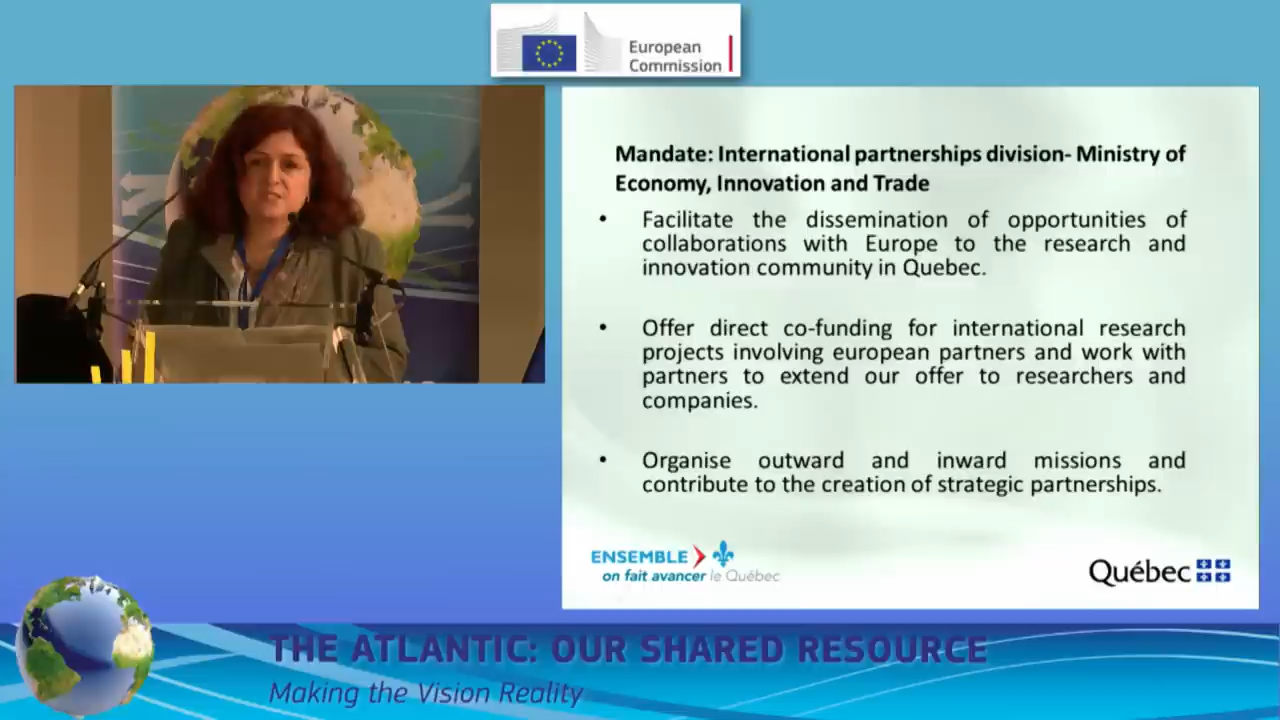 European
Commission
Mandate: International partnerships division- Ministry of
Economy, Innovation and Trade
• Facilitate the dissemination of opportunities of
collaborations with Europe to the research and
innovation community in Quebec.
• Offer direct co-funding for international research
projects involving european partners and work with
partners to extend our offer to researchers and
companies.
• Organise outward and inward missions and
contribute to the creation of strategic partnerships.
ENSEMBLE
on fait avancer le Québec
Québec
THE ATLANTIC: OUR SHARED RESOURCE
Making the Vision Reality